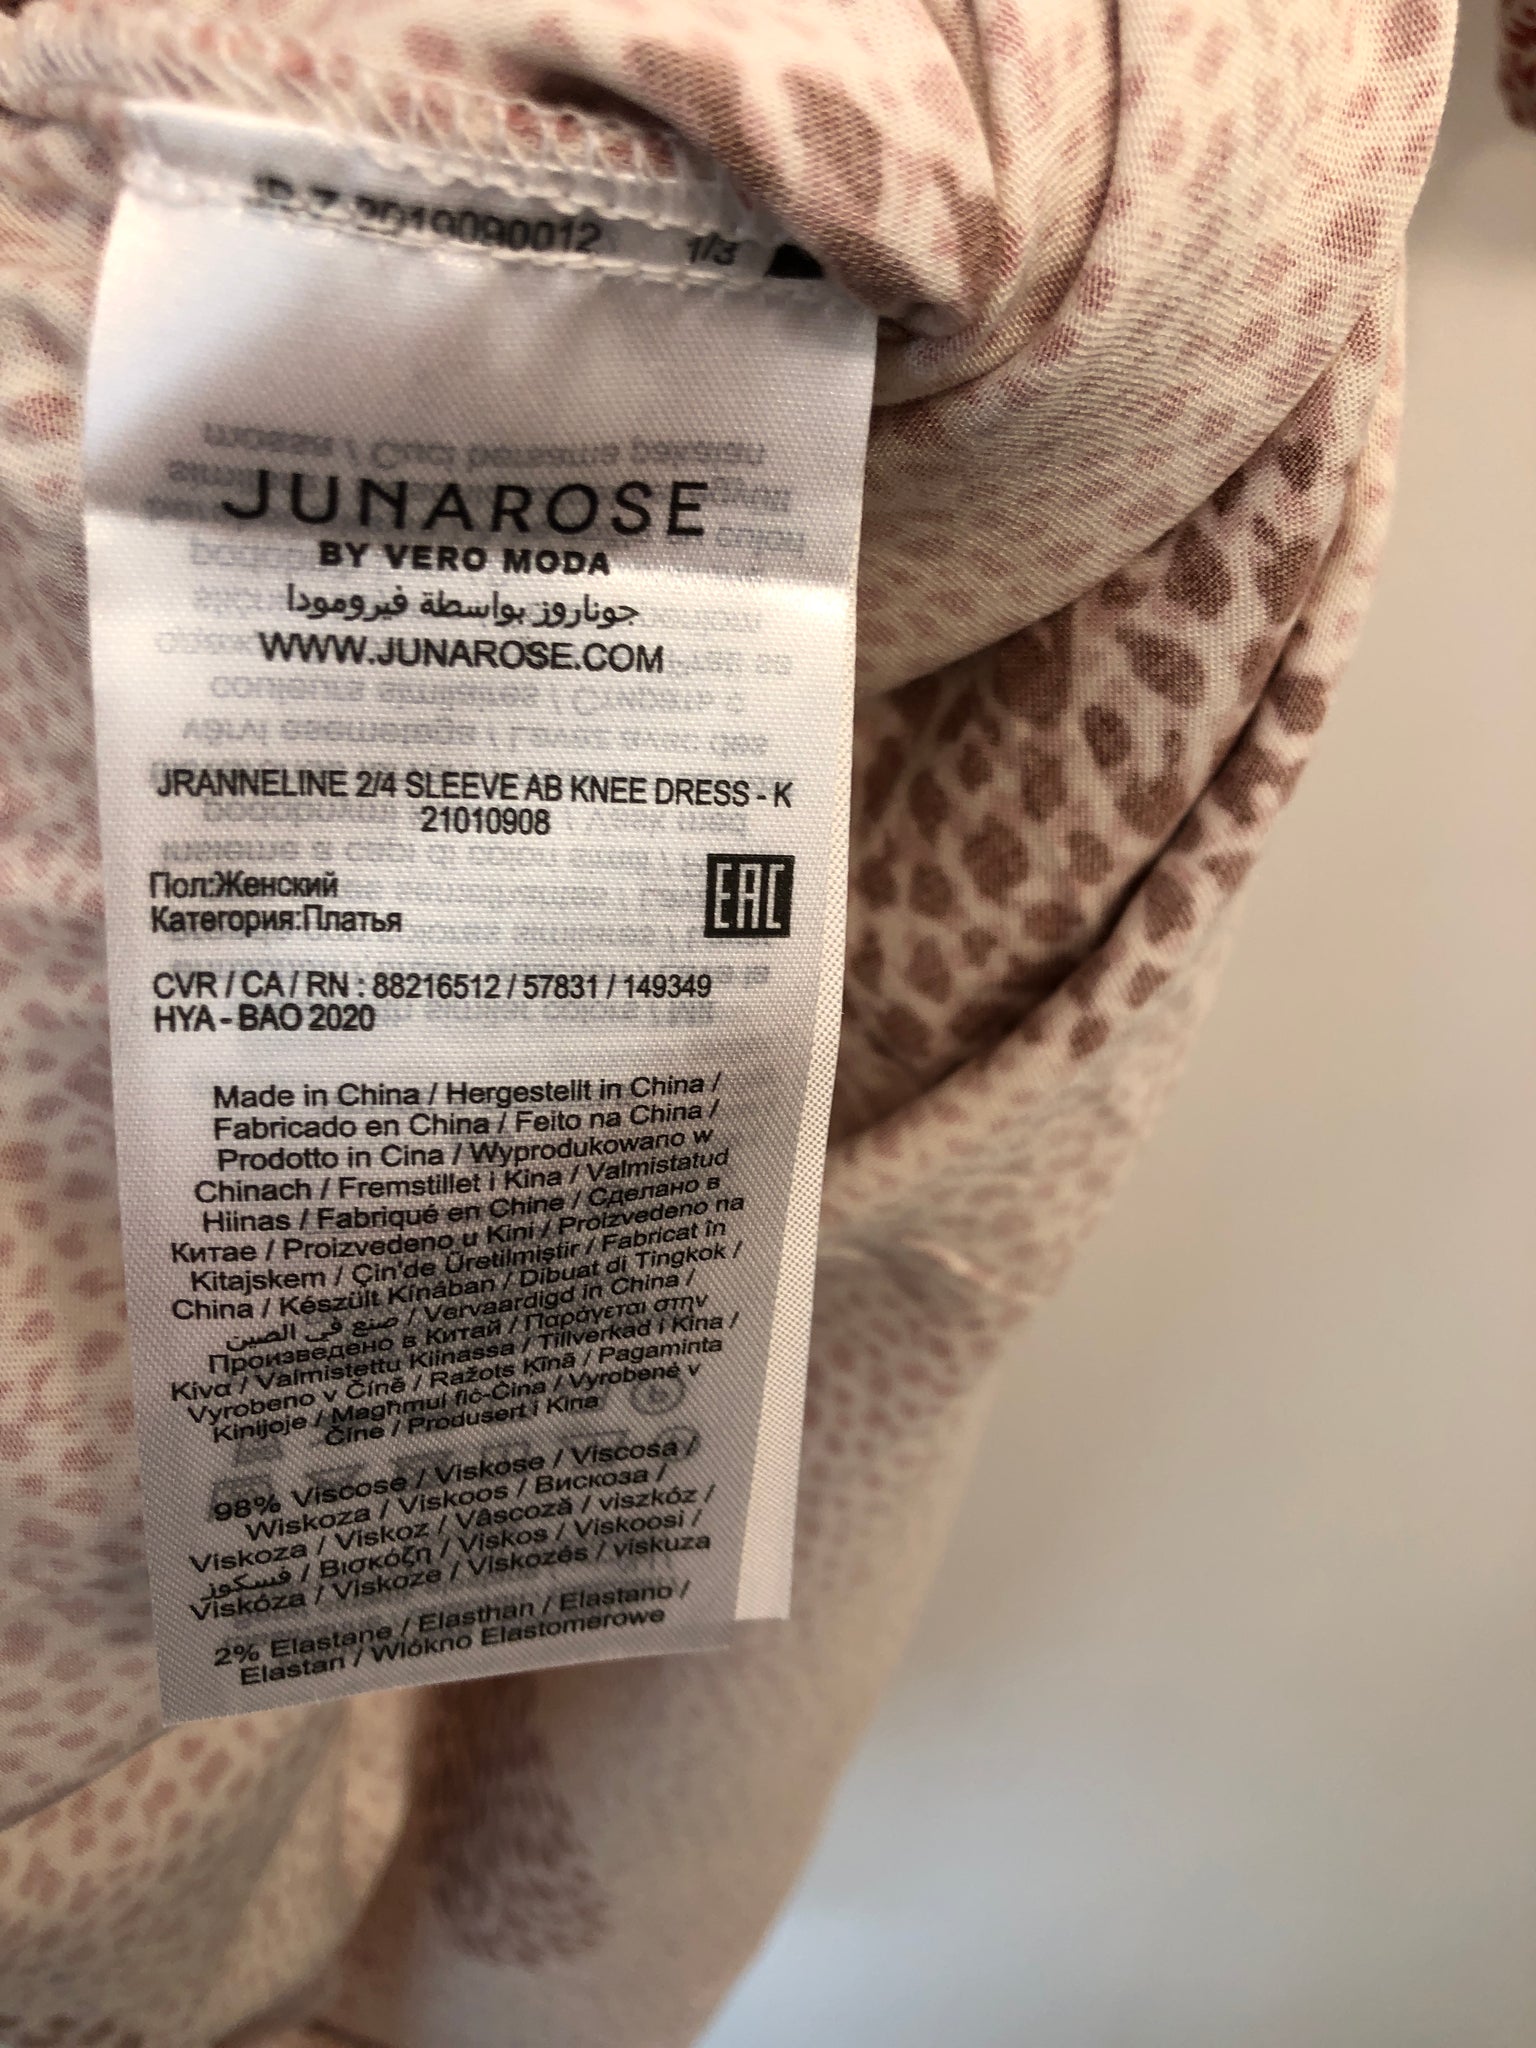 2019090012 1/3
JUNAROSE
BY VERO MODA
جوناروز بواسطة فيرومودا
WWW.JUNAROSE.COM
JRANNELINE 2/4 SLEEVE AB KNEE DRESS - K
21010908
Пол:Женский
Категория:Платья
EAC
CVR / CA / RN : 88216512 / 57831 / 149349
HYA - BAO 2020
Made in China / Hergestellt in China /
Fabricado en China / Feito na China /
Prodotto in Cina / Wyprodukowano w
Chinach / Fremstillet i Kina / Valmistatud
Hiinas / Fabriqué en Chine / Сделано в
Китае / Proizvedeno u Kini / Proizvedeno na
Kitajskem / Çin'de Üretilmiştir / Fabricat în
China / Készült Kínában / Dibuat di Tingkok /
صنع في الصين / Vervaardigd in China /
Произведено в Китай / Παράγεται στην
Κίνα / Valmistettu Kiinassa / Tillverkad i Kina /
Vyrobeno v Číně / Ražots Ķīnā / Pagaminta
Kinijoje / Magħmul fiċ-Ċina / Vyrobené v
Číne / Produsert i Kina
98% Viscose / Viskose / Viscosa /
Wiskoza / Viskoos / Вискоза /
Viskoza / Viskoz / Vâscoză / viszkóz /
فسكوز / Βισκόζη / Viskos / Viskoosi /
Viskóza / Viskoze / Viskozės / viskuza
2% Elastane / Elasthan / Elastano /
Elastan / Włókno Elastomerowe